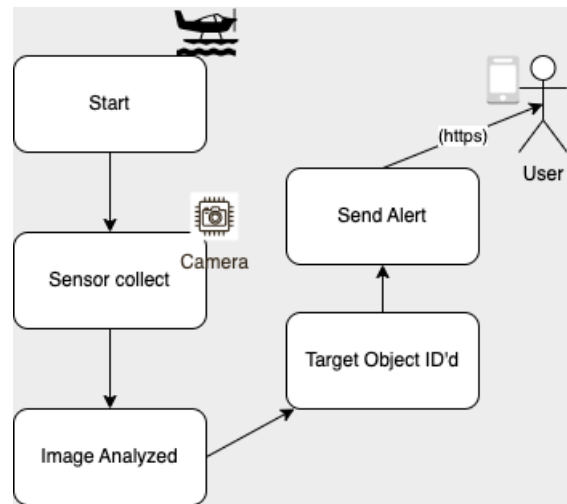 Start
Camera
Sensor collect
Image Analyzed
Target Object ID'd
Send Alert
(https)
User